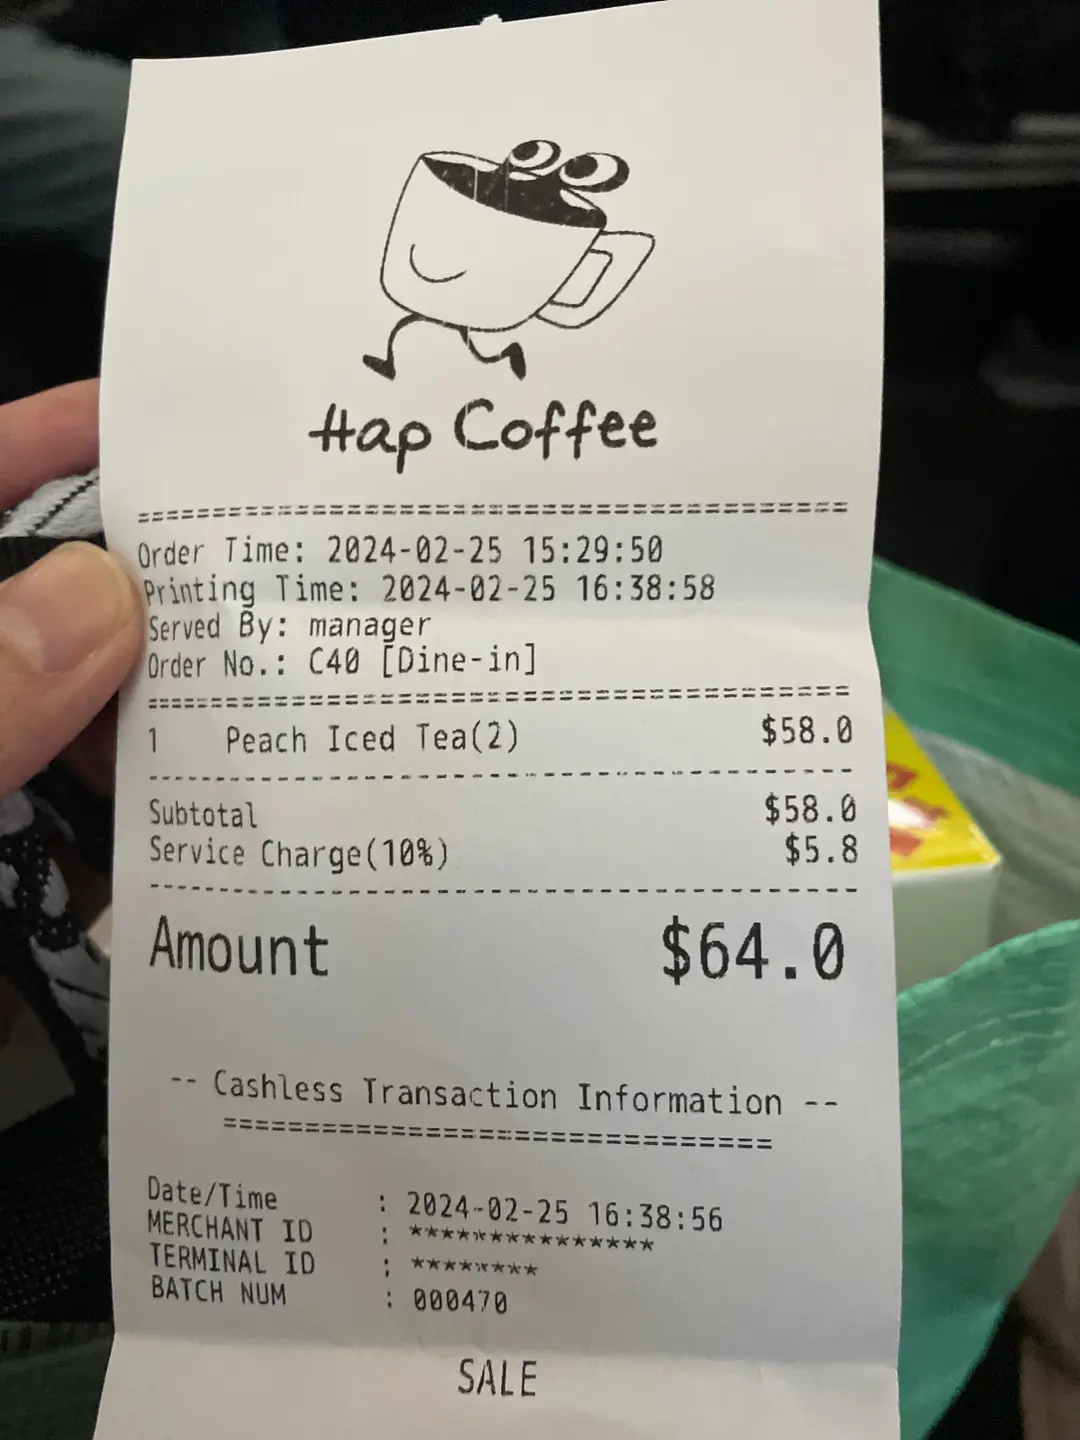 Hap Coffee
=============================================
Order Time: 2024-02-25 15:29:50
Printing Time: 2024-02-25 16:38:58
Served By: manager
Order No.: C40 [Dine-in]
=============================================
1 Peach Iced Tea(2) $58.0
---------------------------------------------
Subtotal $58.0
Service Charge(10%) $5.8
---------------------------------------------
Amount $64.0
-- Cashless Transaction Information --
==================================
Date/Time : 2024-02-25 16:38:56
MERCHANT ID : ***************
TERMINAL ID : ********
BATCH NUM : 000470
SALE